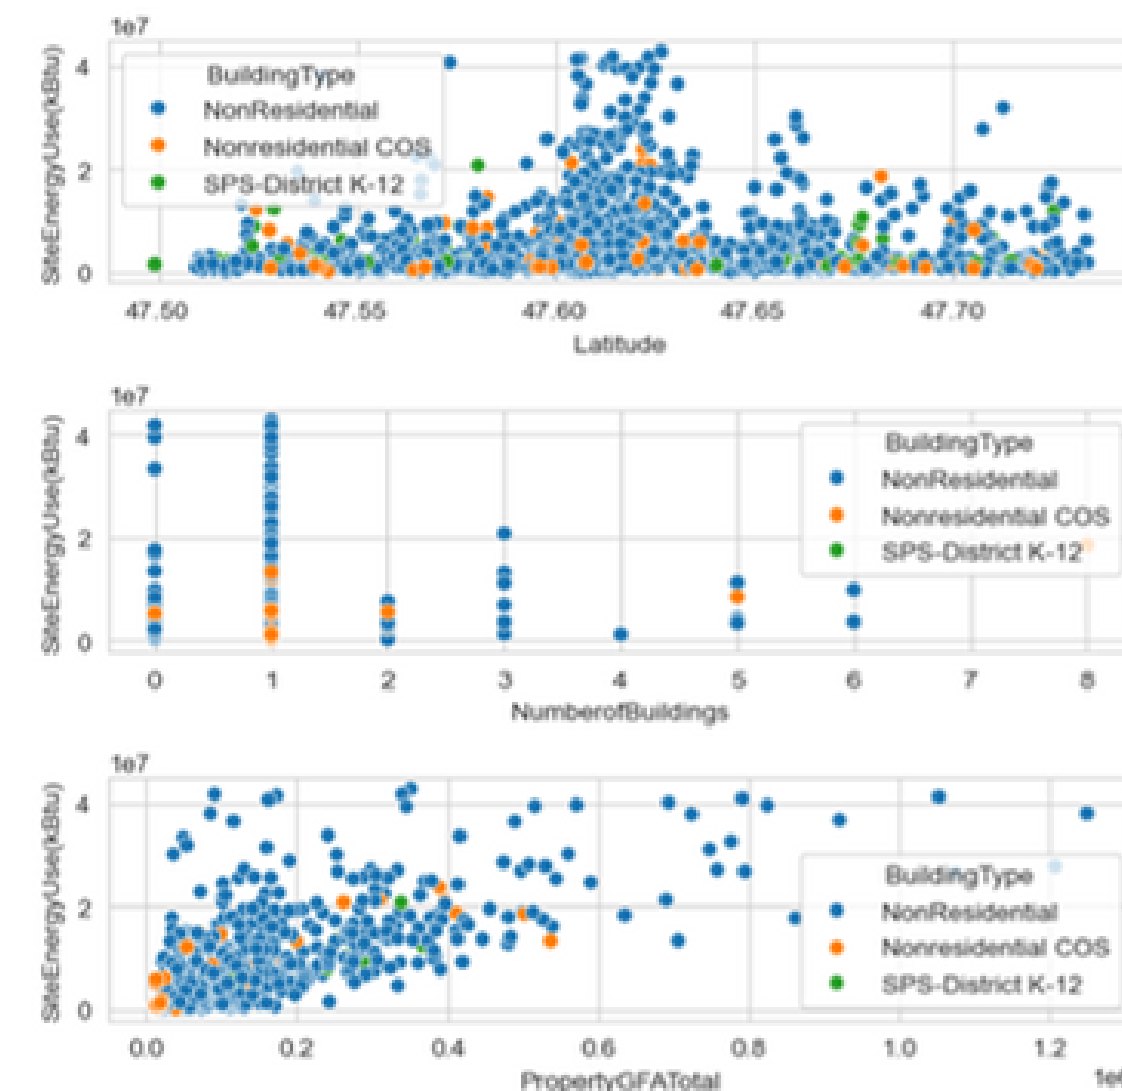 1e7
SiteEnergyUse(kBtu)
4
2
0
BuildingType
NonResidential
Nonresidential COS
SPS-District K-12
47.50 47.55 47.60 47.65 47.70
Latitude
1e7
SiteEnergyUse(kBtu)
4
2
0
BuildingType
NonResidential
Nonresidential COS
SPS-District K-12
0 1 2 3 4 5 6 7 8
NumberofBuildings
1e7
SiteEnergyUse(kBtu)
4
2
0
BuildingType
NonResidential
Nonresidential COS
SPS-District K-12
0.0 0.2 0.4 0.6 0.8 1.0 1.2
PropertyGFATotal